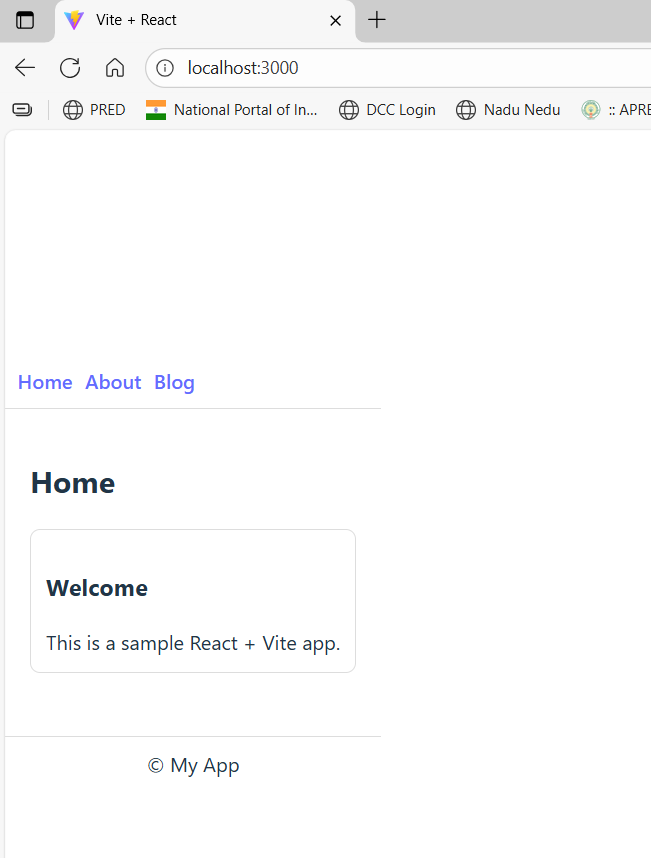 Vite + React
localhost:3000
PRED National Portal of In... DCC Login Nadu Nedu :: APRE
Home About Blog
Home
Welcome
This is a sample React + Vite app.
© My App